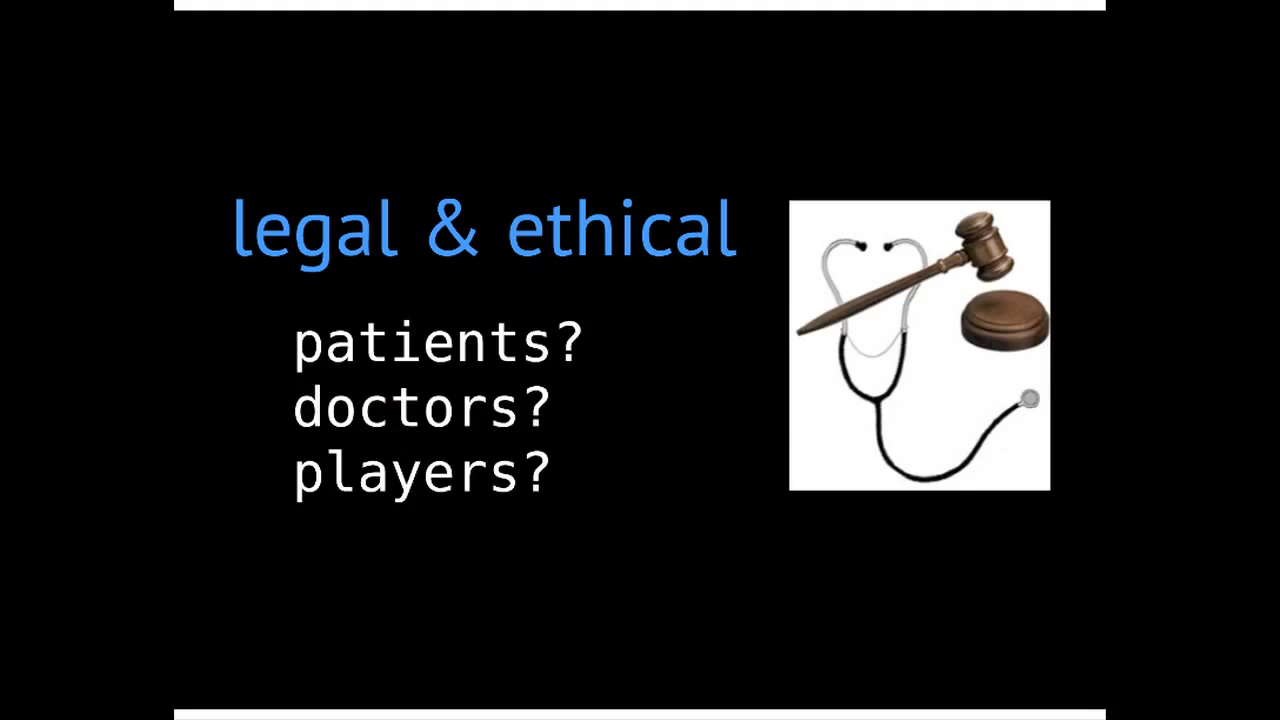 legal & ethical
patients?
doctors?
players?